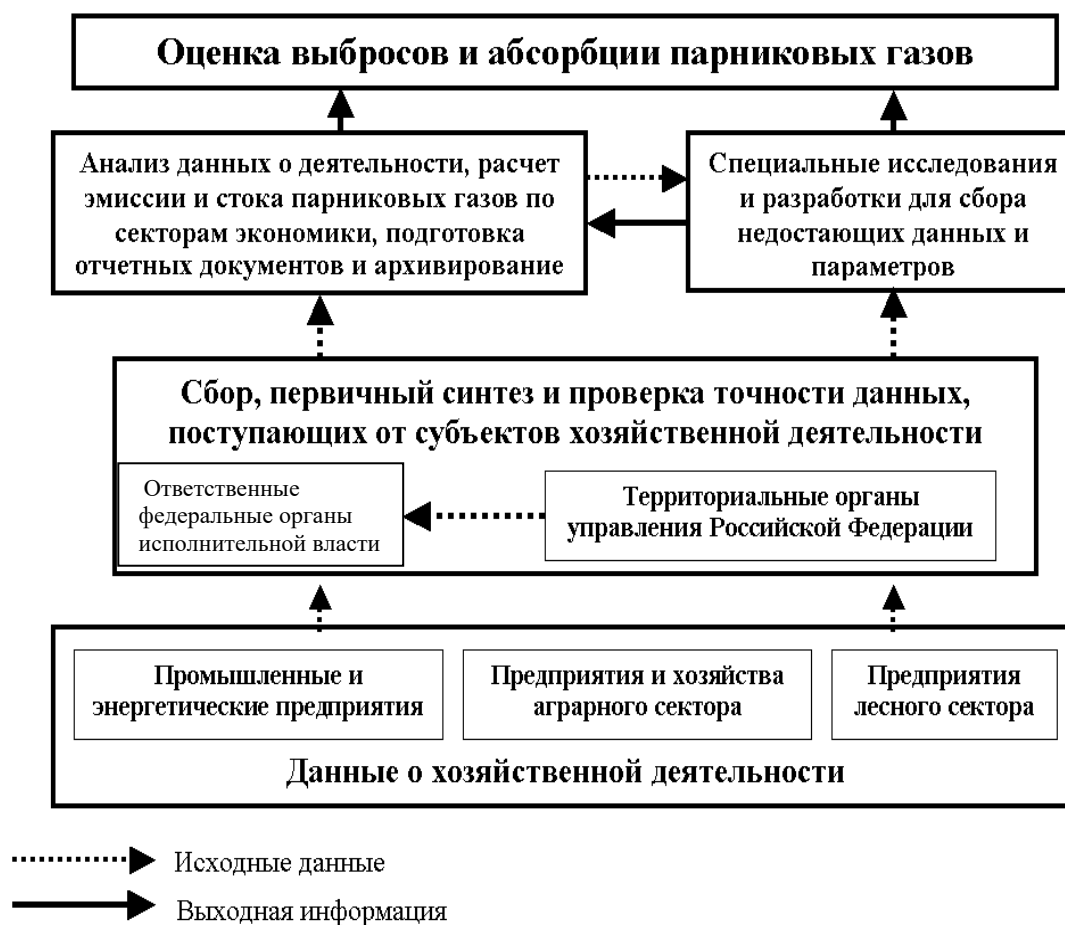 Оценка выбросов и абсорбции парниковых газов
Анализ данных о деятельности, расчет
эмиссии и стока парниковых газов по
секторам экономики, подготовка
отчетных документов и архивирование
Специальные исследования
и разработки для сбора
недостающих данных и
параметров
Сбор, первичный синтез и проверка точности данных,
поступающих от субъектов хозяйственной деятельности
Ответственные
федеральные органы
исполнительной власти
Территориальные органы
управления Российской Федерации
Промышленные и
энергетические предприятия
Предприятия и хозяйства
аграрного сектора
Предприятия
лесного сектора
Данные о хозяйственной деятельности
Исходные данные
Выходная информация